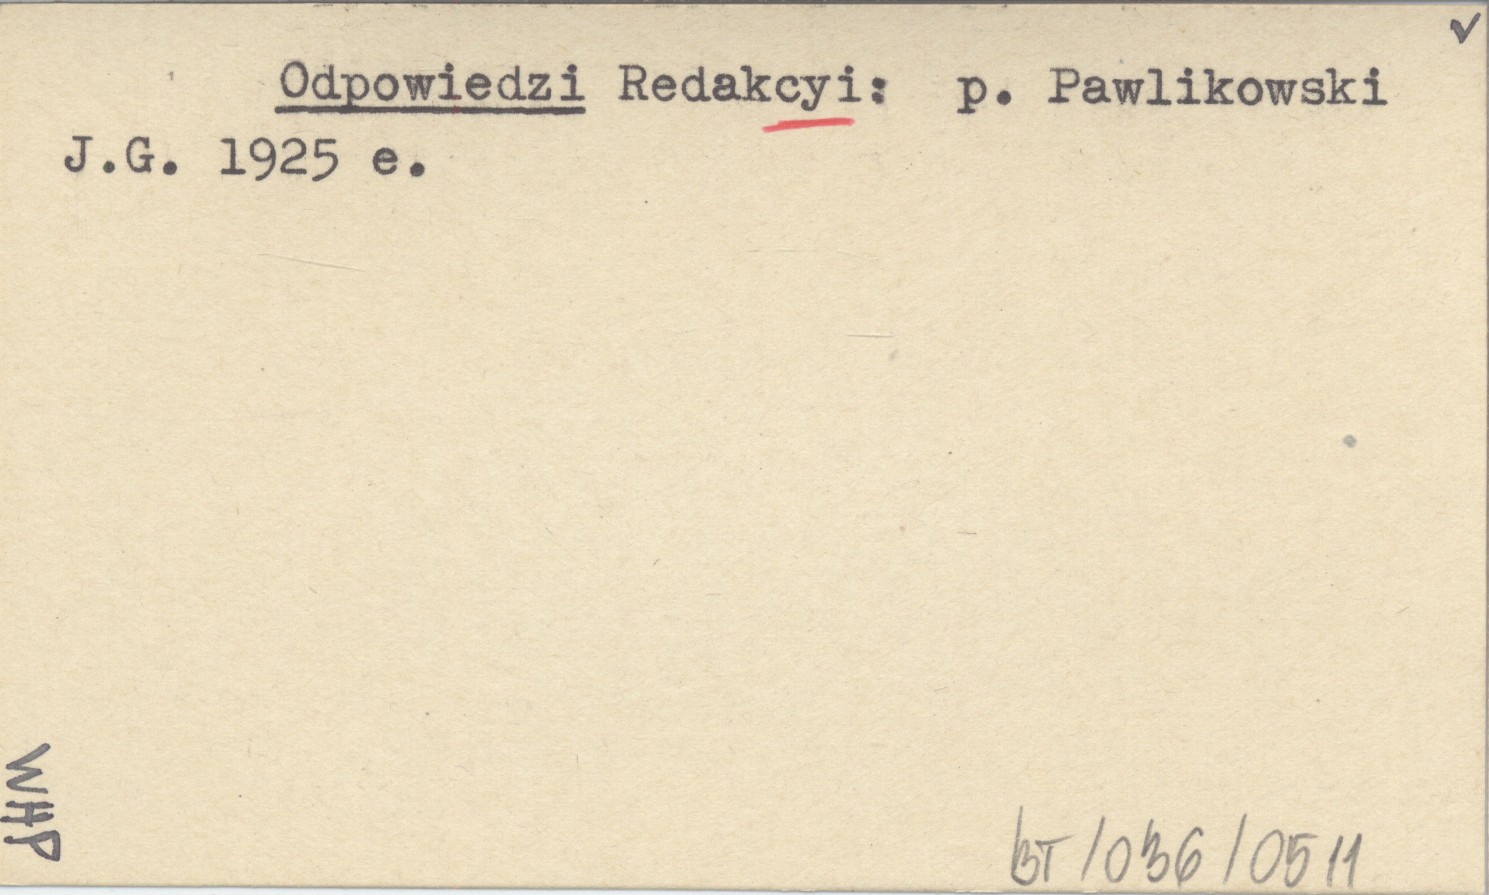 Odpowiedzi Redakcyi: p. Pawlikowski
J.G. 1925 e.
WHP
BT/036/0511